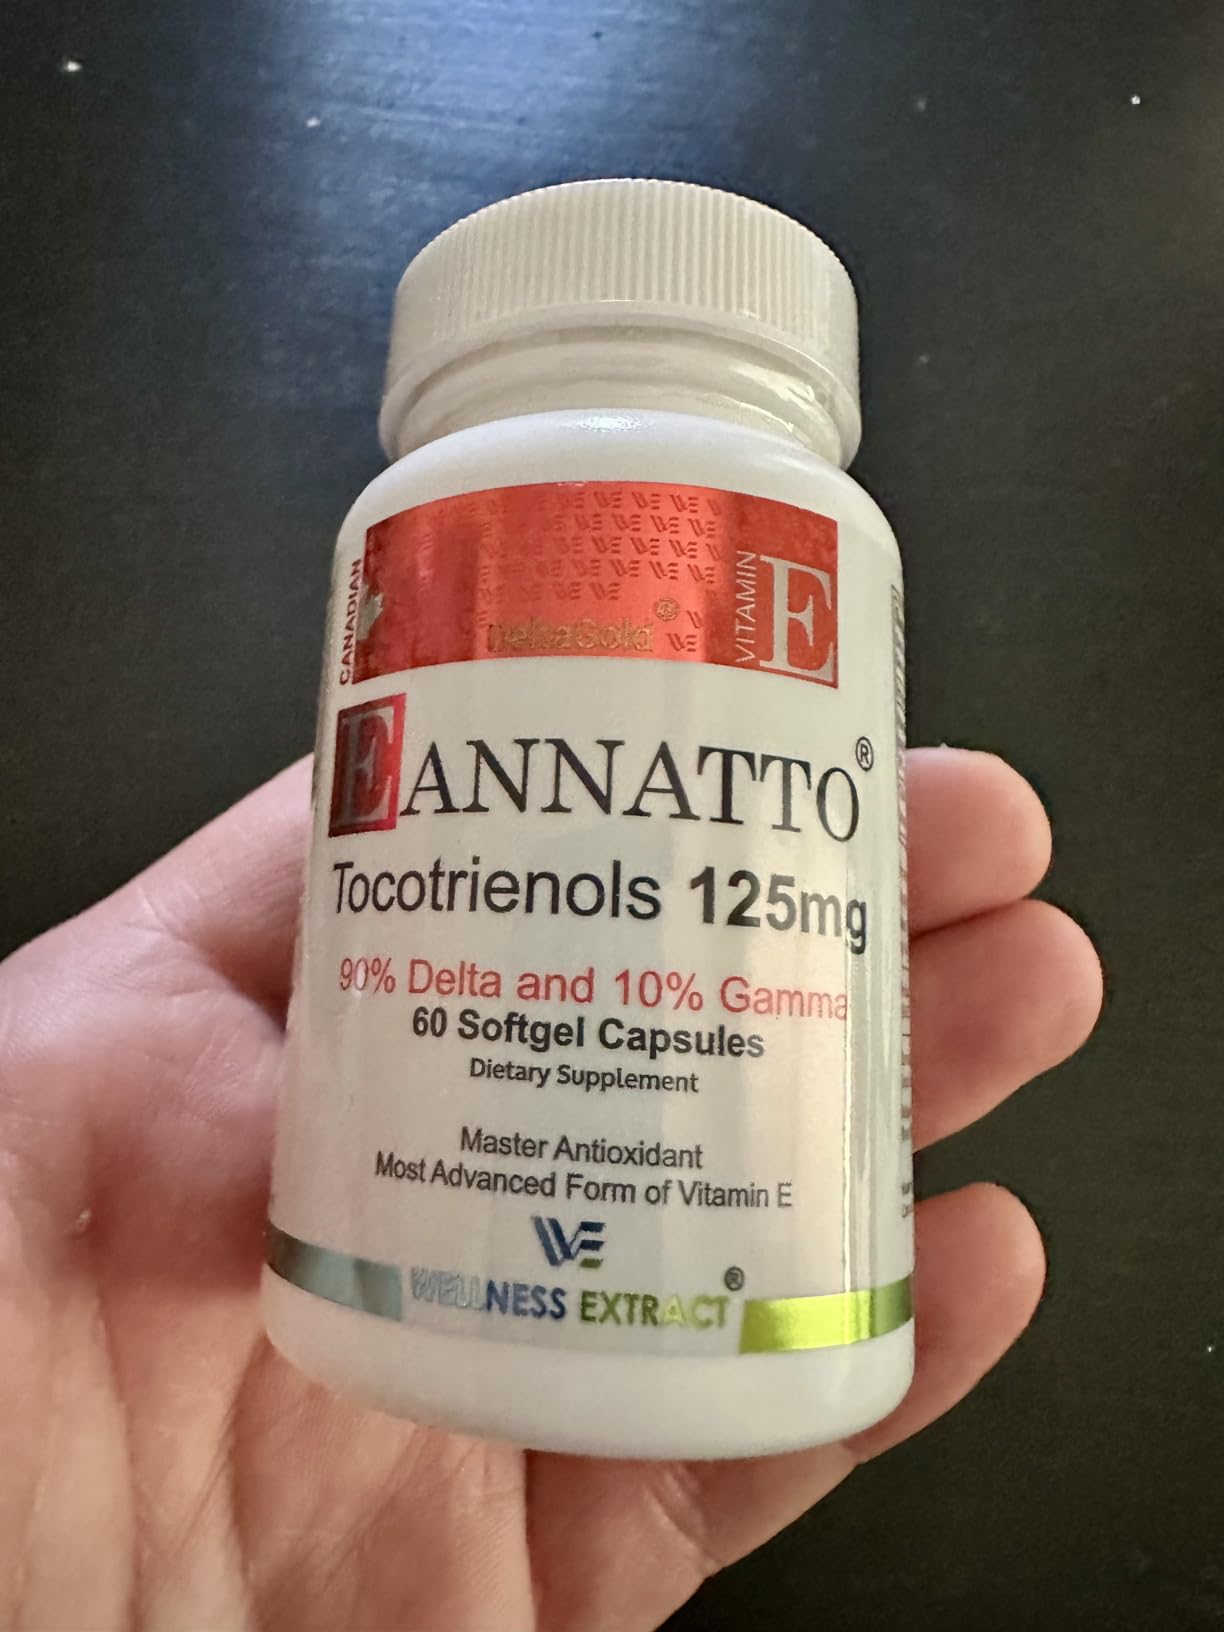 CANADIAN
DeltaGold®
VITAMIN E
EANNATTO®
Tocotrienols 125mg
90% Delta and 10% Gamma
60 Softgel Capsules
Dietary Supplement
Master Antioxidant
Most Advanced Form of Vitamin E
WE
WELLNESS EXTRACT®